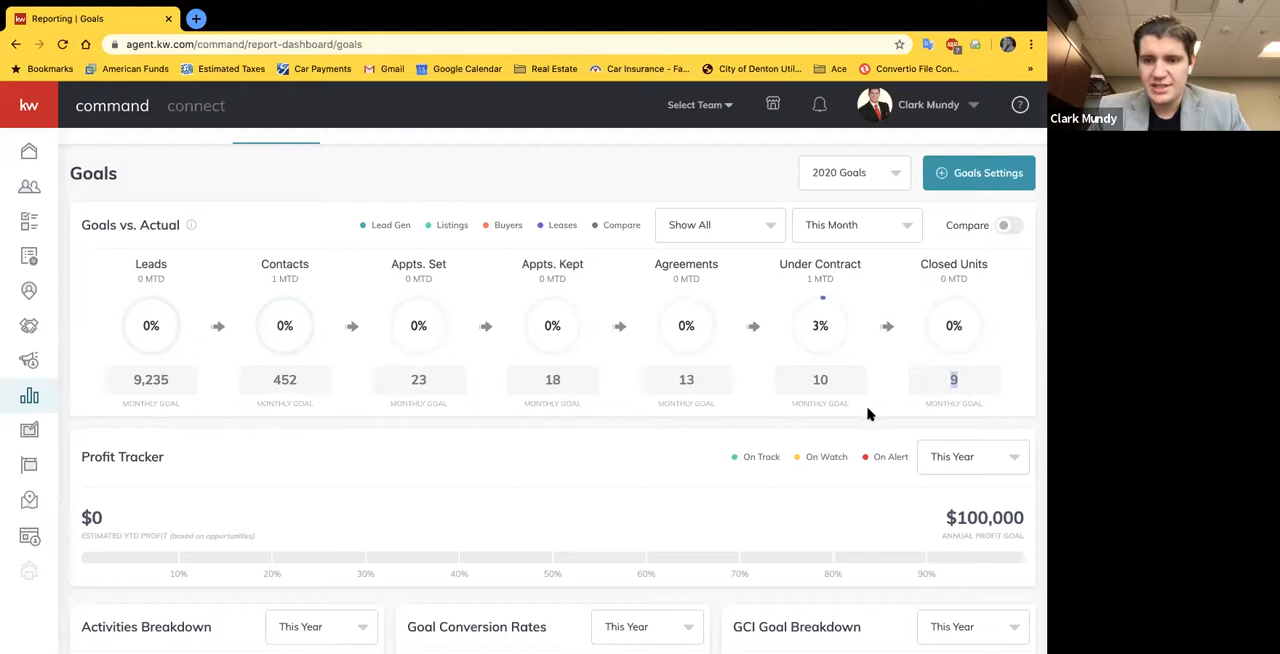 kw Reporting | Goals
agent.kw.com/command/report-dashboard/goals
Bookmarks American Funds Estimated Taxes Car Payments Gmail Google Calendar Real Estate Car Insurance - Fa... City of Denton Util... Ace Convertio File Con... »
kw command connect Select Team Clark Mundy ?
Clark Mundy
Goals 2020 Goals Goals Settings
Goals vs. Actual Lead Gen Listings Buyers Leases Compare Show All This Month Compare
Leads Contacts Appts. Set Appts. Kept Agreements Under Contract Closed Units
0 MTD 1 MTD 0 MTD 0 MTD 0 MTD 1 MTD 0 MTD
0% 0% 0% 0% 0% 3% 0%
9,235 452 23 18 13 10 9
MONTHLY GOAL MONTHLY GOAL MONTHLY GOAL MONTHLY GOAL MONTHLY GOAL MONTHLY GOAL MONTHLY GOAL
Profit Tracker On Track On Watch On Alert This Year
$0 $100,000
ESTIMATED YTD PROFIT (based on opportunities) ANNUAL PROFIT GOAL
10% 20% 30% 40% 50% 60% 70% 80% 90%
Activities Breakdown This Year Goal Conversion Rates This Year GCI Goal Breakdown This Year